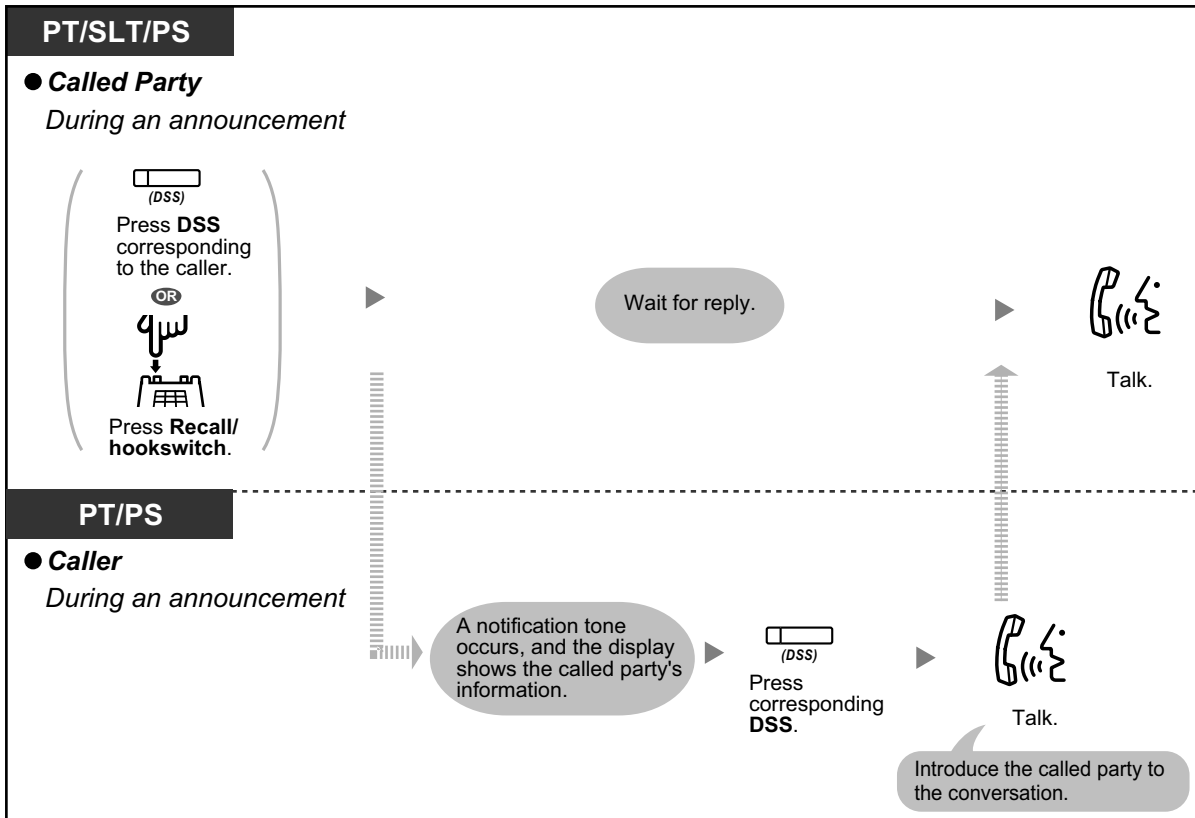 PT/SLT/PS
● Called Party
During an announcement
(DSS)
Press DSS
corresponding
to the caller.
OR
Press Recall/
hookswitch.
Wait for reply.
Talk.
PT/PS
● Caller
During an announcement
A notification tone
occurs, and the display
shows the called party's
information.
(DSS)
Press
corresponding
DSS.
Talk.
Introduce the called party to
the conversation.